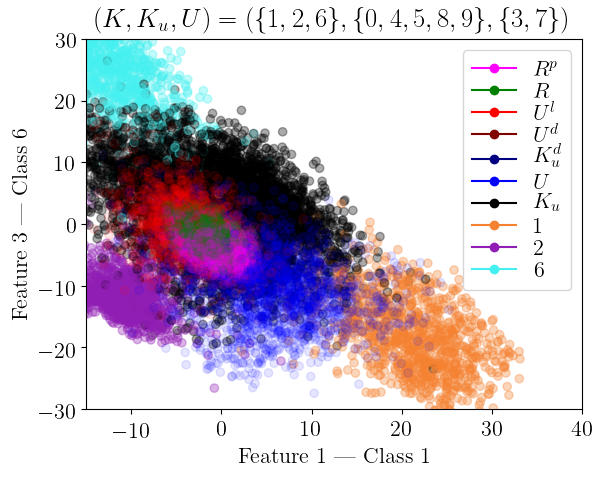 (K, K_u, U) = ({1, 2, 6}, {0, 4, 5, 8, 9}, {3, 7})
30
20
10
0
−10
−20
−30
Feature 3 — Class 6
R^p
R
U^l
U^d
K_u^d
U
K_u
1
2
6
−10
0
10
20
30
40
Feature 1 — Class 1